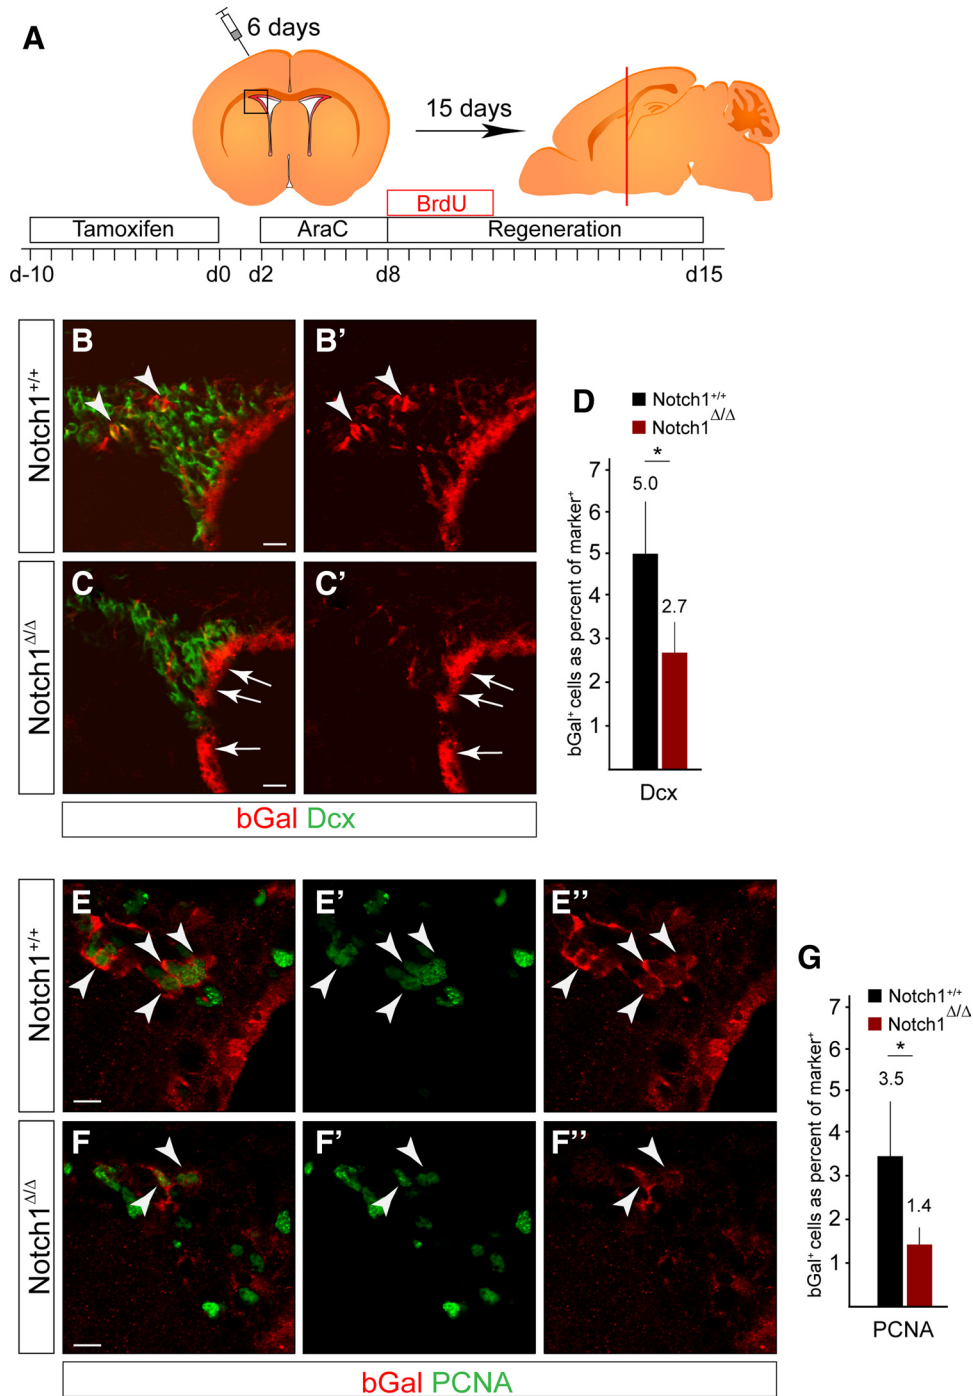 A
6 days
15 days
BrdU
Tamoxifen
AraC
Regeneration
d-10
d0
d2
d8
d15
Notch1+/+
B
B'
Notch1Δ/Δ
C
C'
bGal Dcx
D
Notch1+/+
Notch1Δ/Δ
*
bGal+ cells as percent of marker+
7
6
5
4
3
2
1
5.0
2.7
Dcx
Notch1+/+
E
E'
E''
Notch1Δ/Δ
F
F'
F''
bGal PCNA
G
Notch1+/+
Notch1Δ/Δ
*
bGal+ cells as percent of marker+
7
6
5
4
3
2
1
3.5
1.4
PCNA